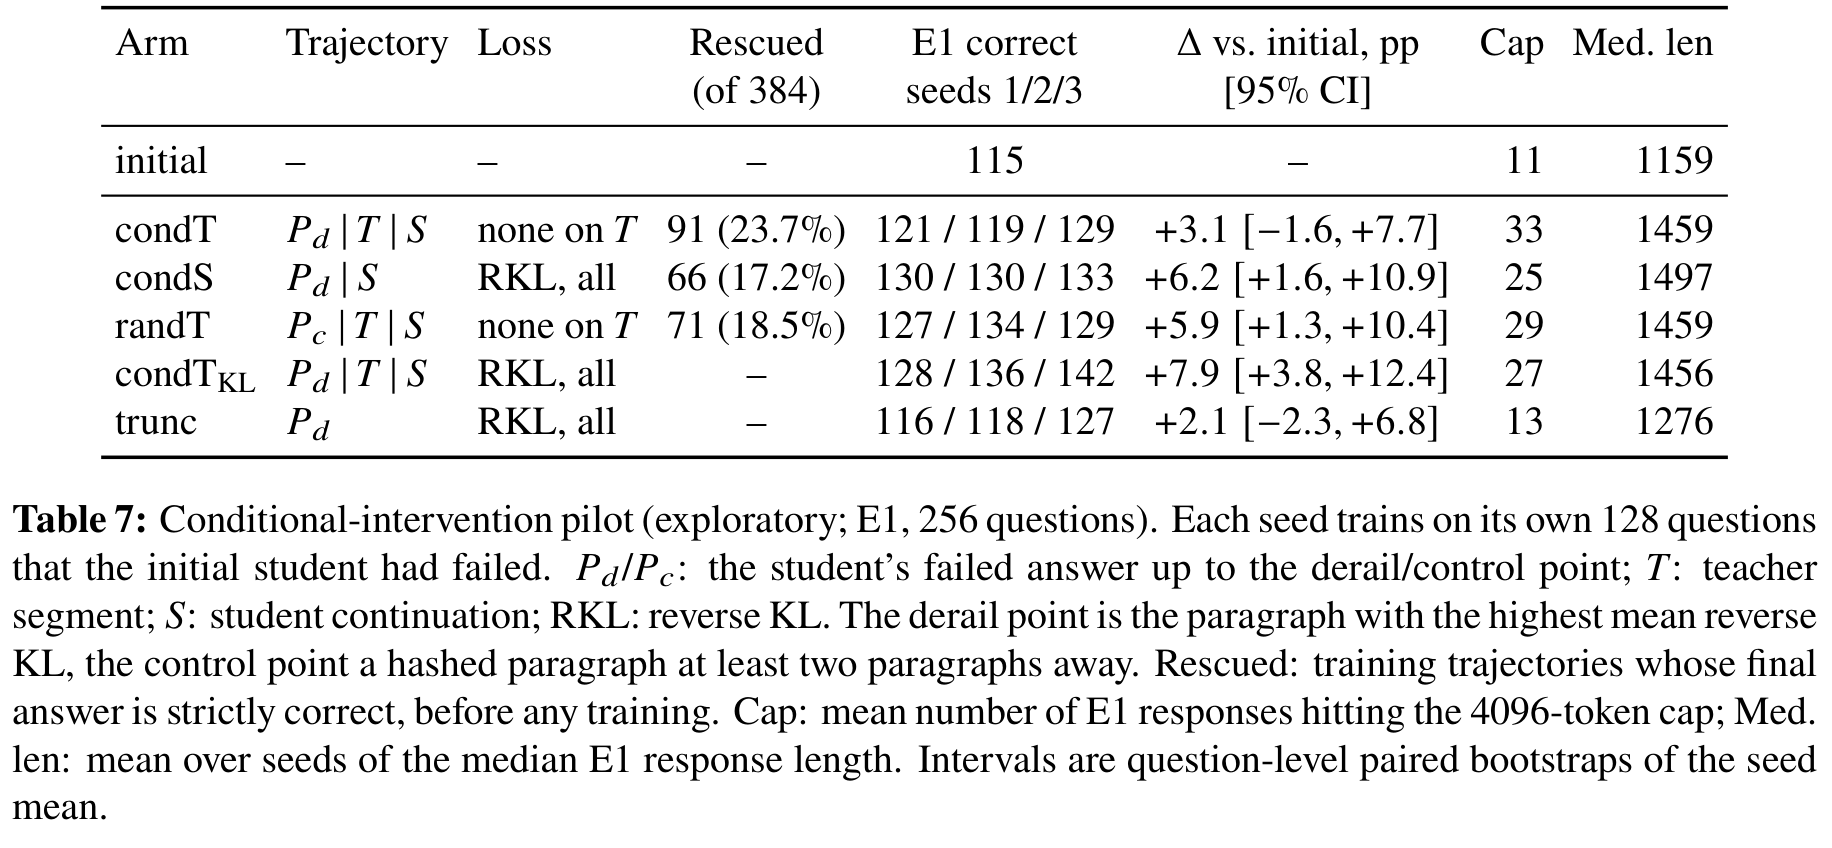 Arm Trajectory Loss Rescued E1 correct Δ vs. initial, pp Cap Med. len
(of 384) seeds 1/2/3 [95% CI]
initial – – – 115 – 11 1159
condT P_d | T | S none on T 91 (23.7%) 121 / 119 / 129 +3.1 [−1.6, +7.7] 33 1459
condS P_d | S RKL, all 66 (17.2%) 130 / 130 / 133 +6.2 [+1.6, +10.9] 25 1497
randT P_c | T | S none on T 71 (18.5%) 127 / 134 / 129 +5.9 [+1.3, +10.4] 29 1459
condT_KL P_d | T | S RKL, all – 128 / 136 / 142 +7.9 [+3.8, +12.4] 27 1456
trunc P_d RKL, all – 116 / 118 / 127 +2.1 [−2.3, +6.8] 13 1276
Table 7: Conditional-intervention pilot (exploratory; E1, 256 questions). Each seed trains on its own 128 questions
that the initial student had failed. P_d/P_c: the student's failed answer up to the derail/control point; T: teacher
segment; S: student continuation; RKL: reverse KL. The derail point is the paragraph with the highest mean reverse
KL, the control point a hashed paragraph at least two paragraphs away. Rescued: training trajectories whose final
answer is strictly correct, before any training. Cap: mean number of E1 responses hitting the 4096-token cap; Med.
len: mean over seeds of the median E1 response length. Intervals are question-level paired bootstraps of the seed
mean.